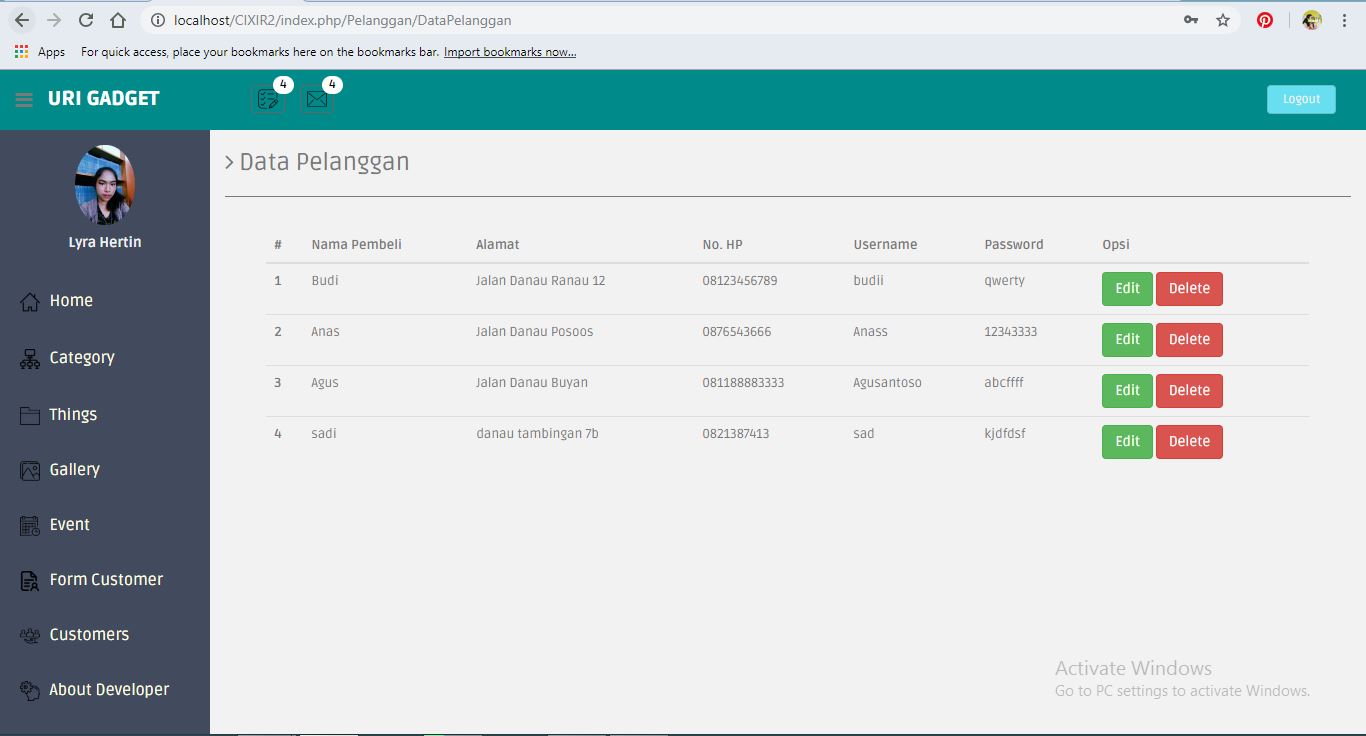 localhost/CIXIR2/index.php/Pelanggan/DataPelanggan
Apps For quick access, place your bookmarks here on the bookmarks bar. Import bookmarks now...
URI GADGET 4 4 Logout
Lyra Hertin
Home
Category
Things
Gallery
Event
Form Customer
Customers
About Developer
> Data Pelanggan
# Nama Pembeli Alamat No. HP Username Password Opsi
1 Budi Jalan Danau Ranau 12 08123456789 budii qwerty Edit Delete
2 Anas Jalan Danau Posoos 0876543666 Anass 12343333 Edit Delete
3 Agus Jalan Danau Buyan 081188883333 Agusantoso abcffff Edit Delete
4 sadi danau tambingan 7b 0821387413 sad kjdfdsf Edit Delete
Activate Windows
Go to PC settings to activate Windows.